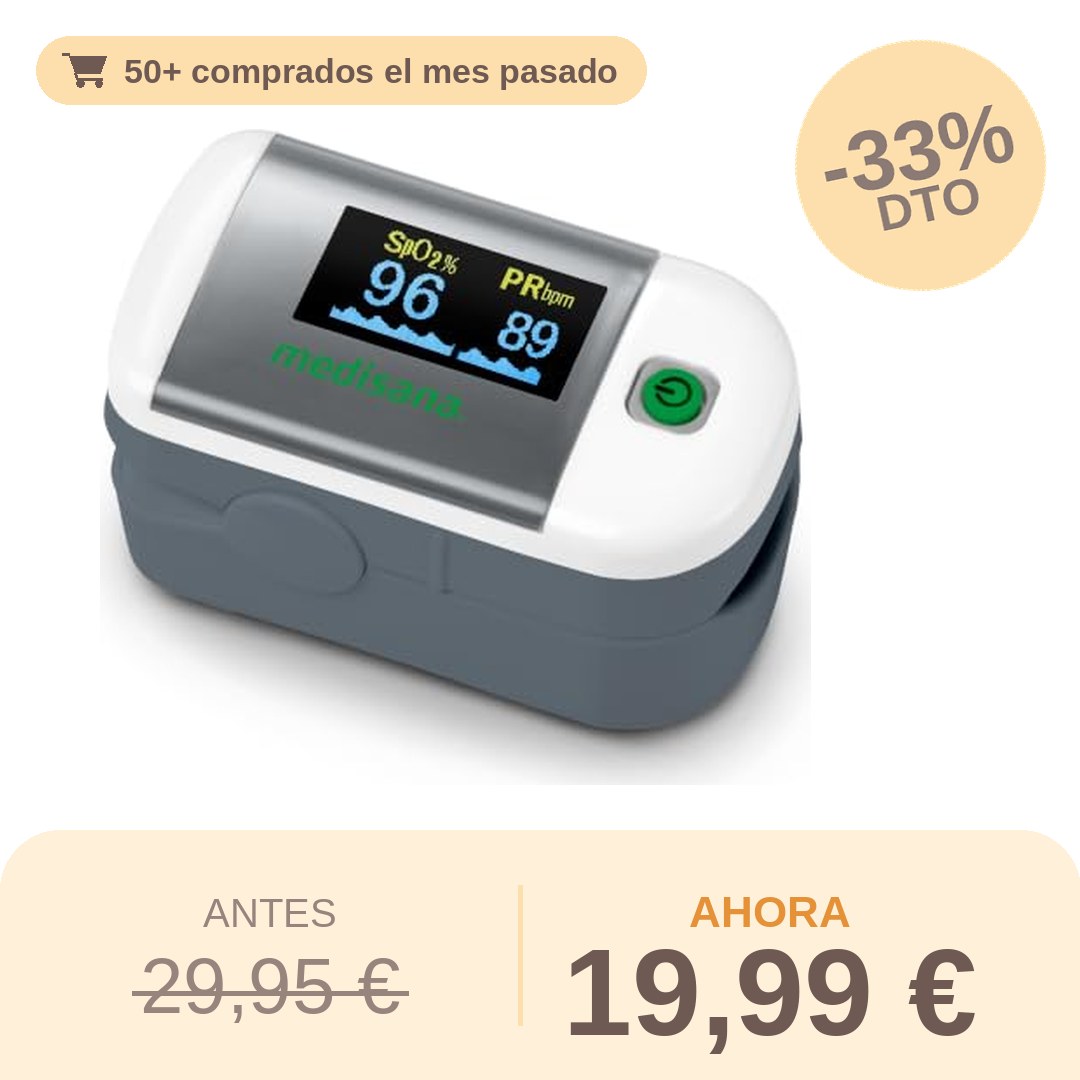 50+ comprados el mes pasado
-33%
DTO
SpO2%
PRbpm
96
89
medisana
ANTES
AHORA
29,95 €
19,99 €